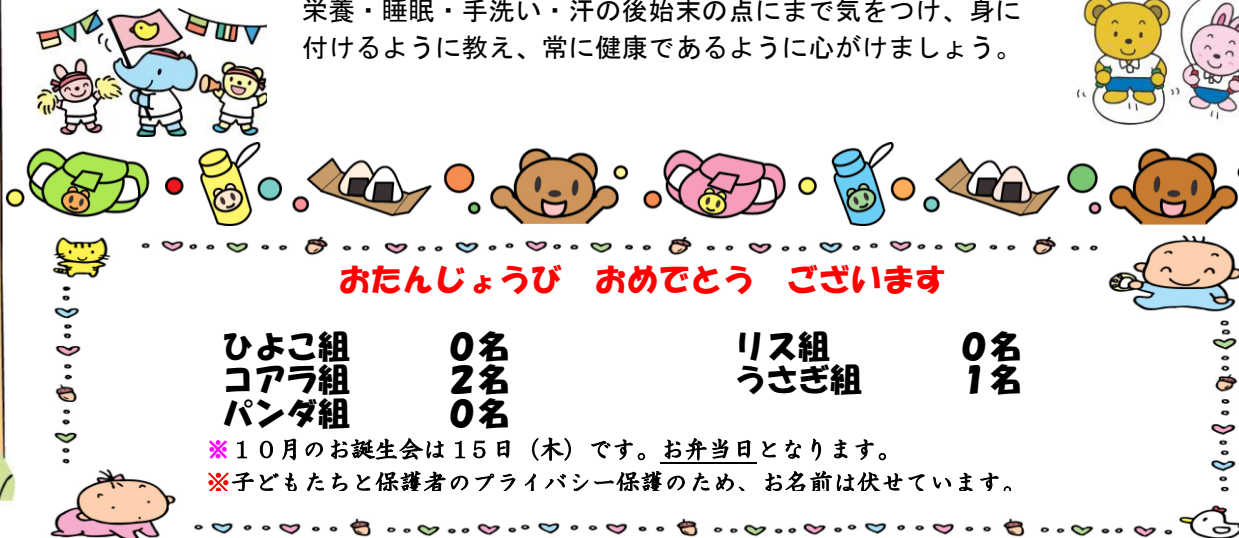 栄養・睡眠・手洗い・汗の後始末の点にまで気をつけ、身に
付けるように教え、常に健康であるように心がけましょう。
おたんじょうび　おめでとう　ございます
ひよこ組　０名　リス組　０名
コアラ組　２名　うさぎ組　１名
パンダ組　０名
※１０月のお誕生会は１５日（木）です。お弁当日となります。
※子どもたちと保護者のプライバシー保護のため、お名前は伏せています。